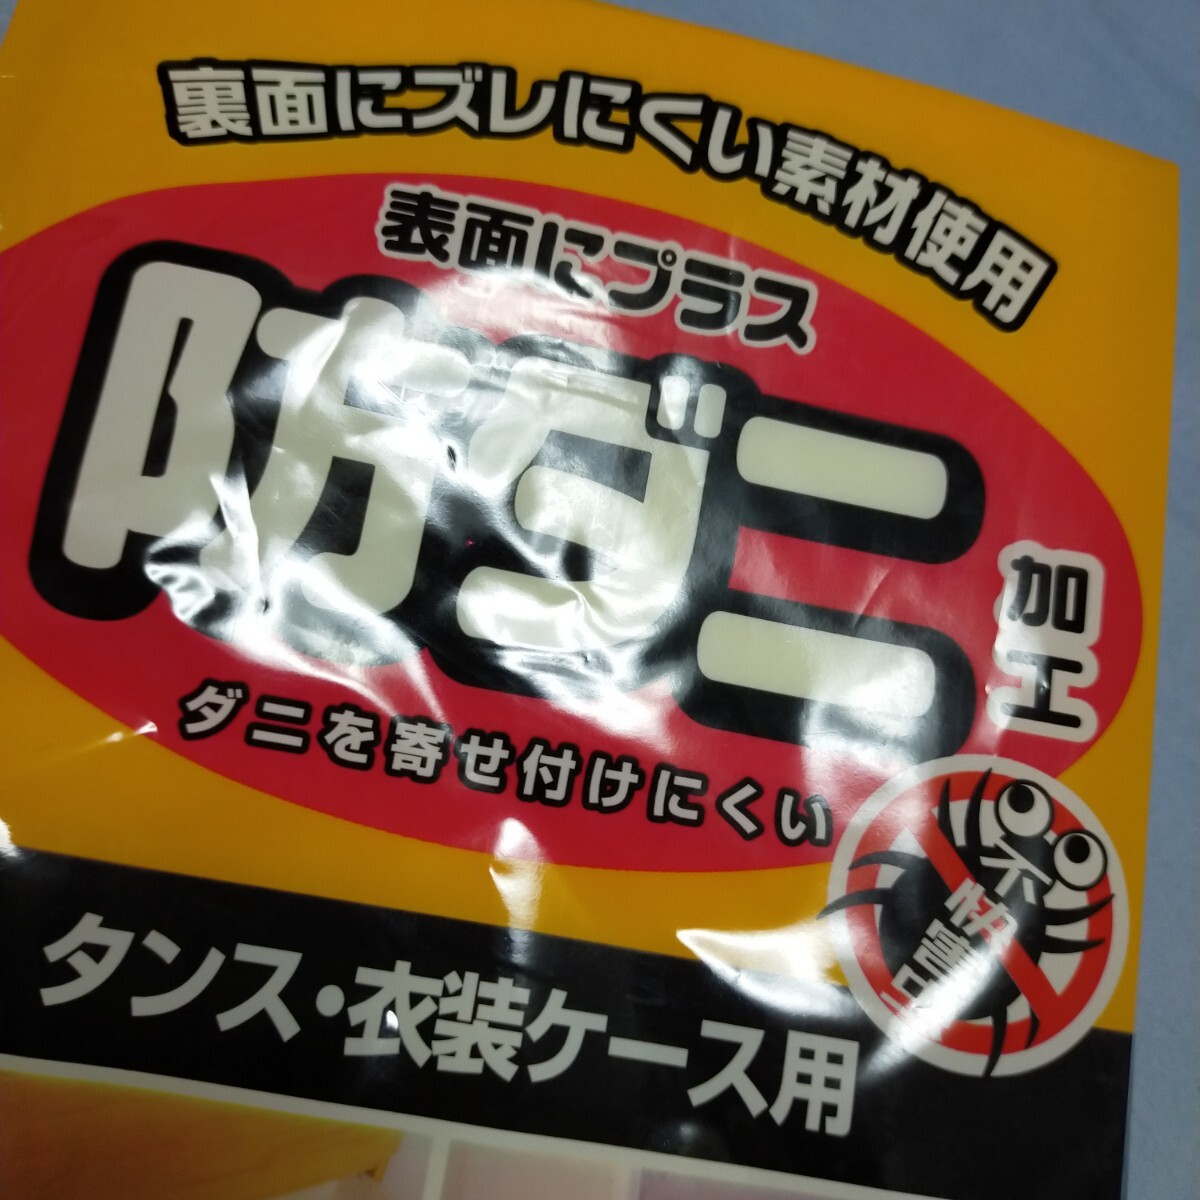 裏面にズレにくい素材使用
表面にプラス
防ダニ
加工
ダニを寄せ付けにくい
不快害虫
タンス・衣装ケース用